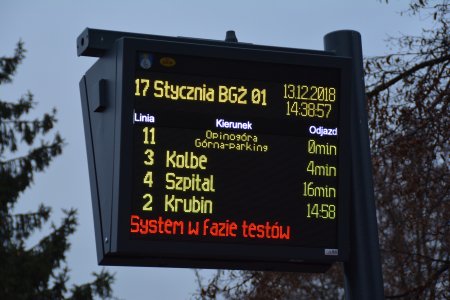 17 Stycznia BGŻ 01 13.12.2018
14:38:57
Linia Kierunek Odjazd
11 Opinogóra
Górna-parking 0min
3 Kolbe 4min
4 Szpital 16min
2 Krubin 14:58
System w fazie testów